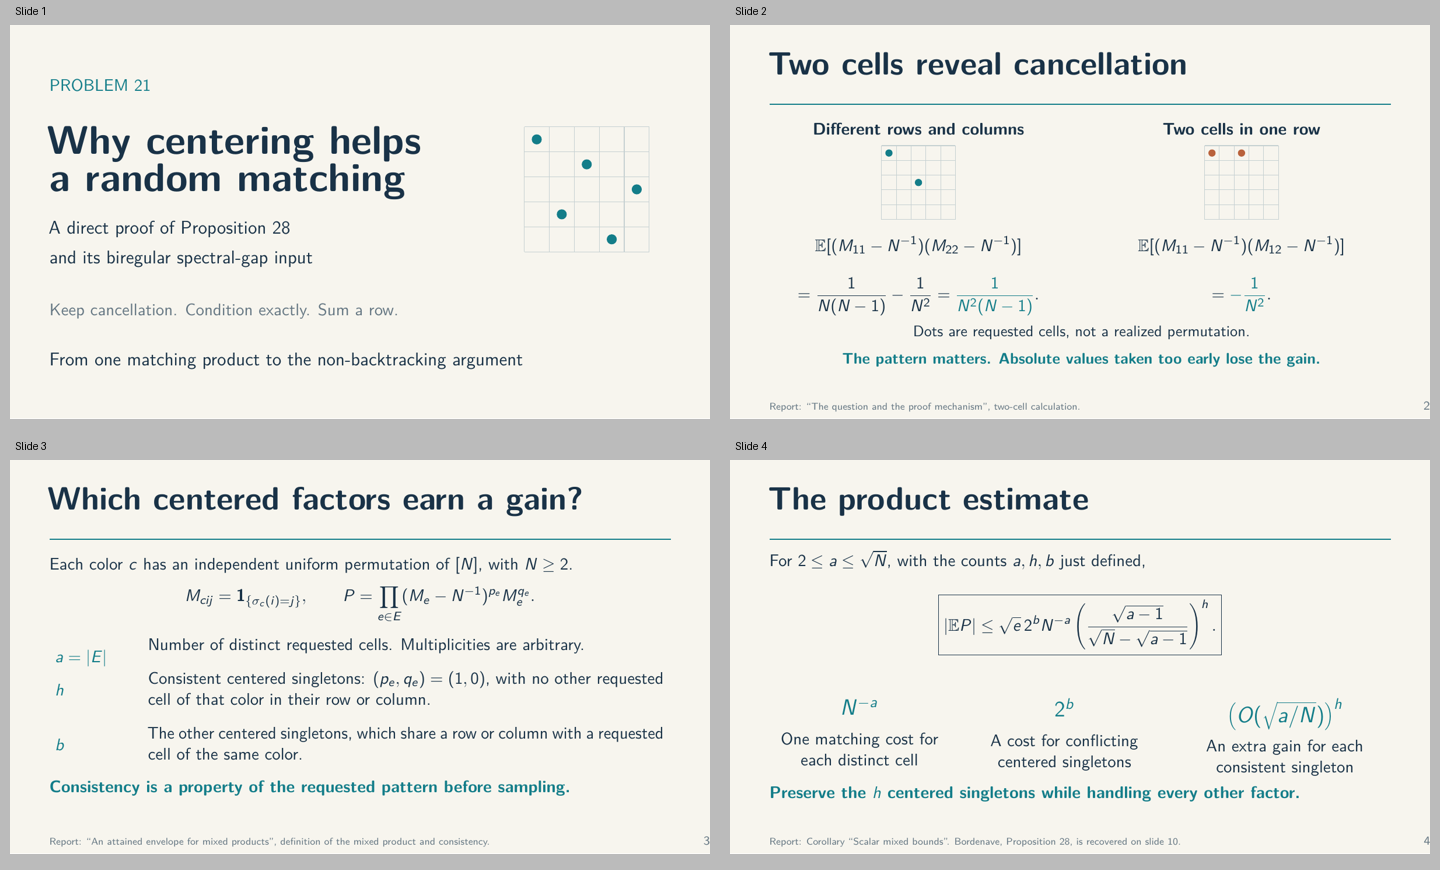 Slide 1
PROBLEM 21
Why centering helps
a random matching
A direct proof of Proposition 28
and its biregular spectral-gap input
Keep cancellation. Condition exactly. Sum a row.
From one matching product to the non-backtracking argument
Slide 2
Two cells reveal cancellation
Different rows and columns
𝔼[(M₁₁ − N⁻¹)(M₂₂ − N⁻¹)]
= 1/(N(N − 1)) − 1/N² = 1/(N²(N − 1)).
Two cells in one row
𝔼[(M₁₁ − N⁻¹)(M₁₂ − N⁻¹)]
= −1/N².
Dots are requested cells, not a realized permutation.
The pattern matters. Absolute values taken too early lose the gain.
Report: “The question and the proof mechanism”, two-cell calculation.
2
Slide 3
Which centered factors earn a gain?
Each color c has an independent uniform permutation of [N], with N ≥ 2.
M_{cij} = 𝟏_{{σ_c(i)=j}}, P = ∏_{e∈E} (M_e − N⁻¹)^{p_e} M_e^{q_e}.
a = |E| Number of distinct requested cells. Multiplicities are arbitrary.
h Consistent centered singletons: (p_e, q_e) = (1, 0), with no other requested
cell of that color in their row or column.
b The other centered singletons, which share a row or column with a requested
cell of the same color.
Consistency is a property of the requested pattern before sampling.
Report: “An attained envelope for mixed products”, definition of the mixed product and consistency.
3
Slide 4
The product estimate
For 2 ≤ a ≤ √N, with the counts a, h, b just defined,
|𝔼P| ≤ √e 2^b N^{−a} (√(a − 1) / (√N − √(a − 1)))^h.
N^{−a}
One matching cost for
each distinct cell
2^b
A cost for conflicting
centered singletons
(O(√(a/N)))^h
An extra gain for each
consistent singleton
Preserve the h centered singletons while handling every other factor.
Report: Corollary “Scalar mixed bounds”. Bordenave, Proposition 28, is recovered on slide 10.
4